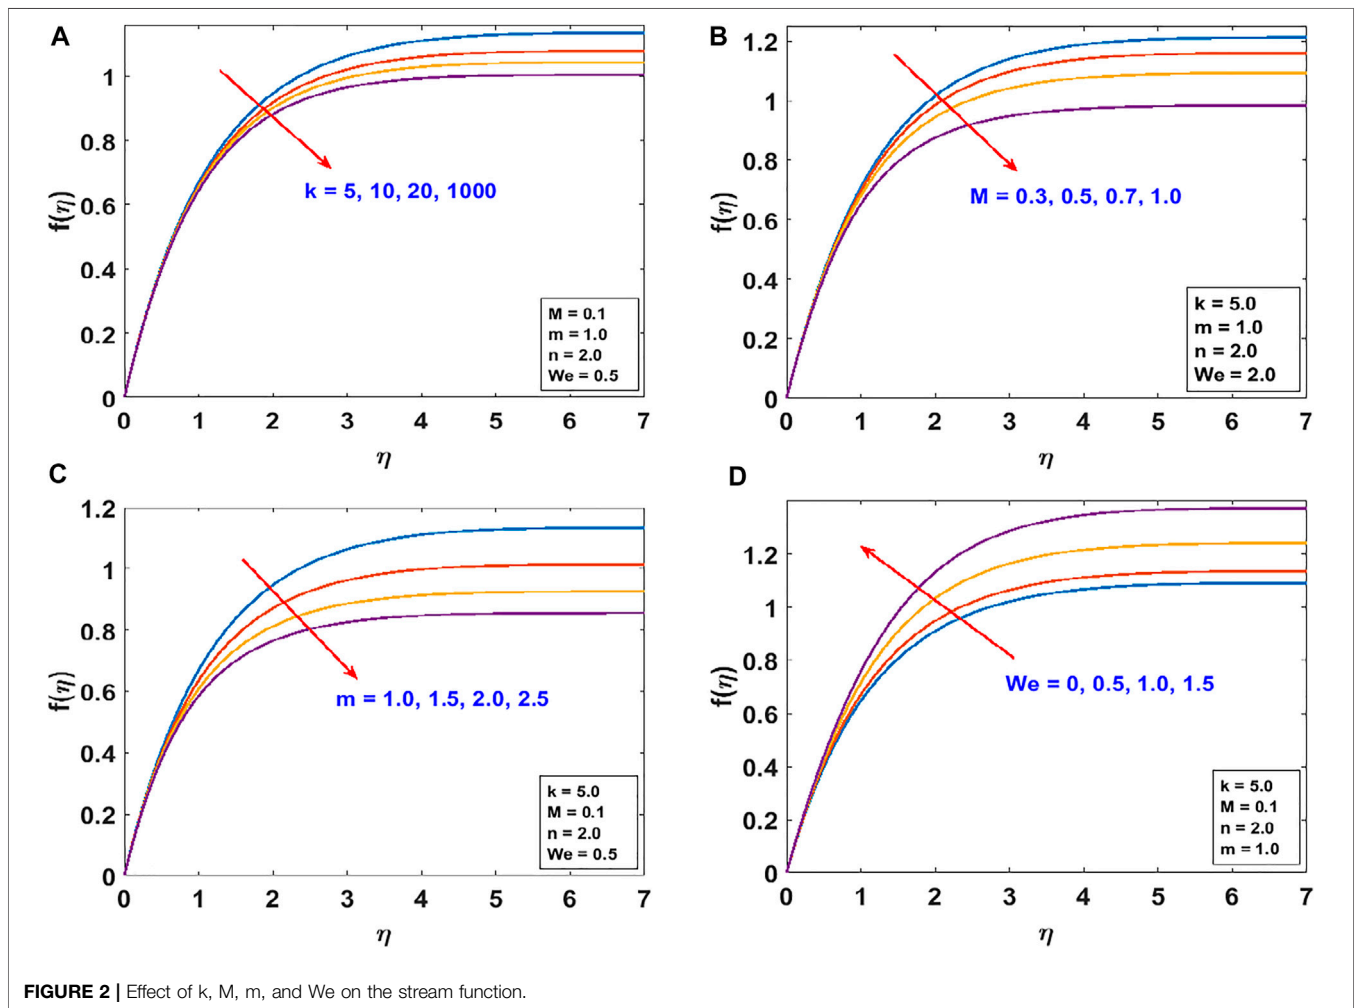 A
1
0.8
0.6
0.4
0.2
0
f(η)
k = 5, 10, 20, 1000
M = 0.1
m = 1.0
n = 2.0
We = 0.5
0 1 2 3 4 5 6 7
η
B
1.2
1
0.8
0.6
0.4
0.2
0
f(η)
M = 0.3, 0.5, 0.7, 1.0
k = 5.0
m = 1.0
n = 2.0
We = 2.0
0 1 2 3 4 5 6 7
η
C
1.2
1
0.8
0.6
0.4
0.2
0
f(η)
m = 1.0, 1.5, 2.0, 2.5
k = 5.0
M = 0.1
n = 2.0
We = 0.5
0 1 2 3 4 5 6 7
η
D
1.2
1
0.8
0.6
0.4
0.2
0
f(η)
We = 0, 0.5, 1.0, 1.5
k = 5.0
M = 0.1
n = 2.0
m = 1.0
0 1 2 3 4 5 6 7
η
FIGURE 2 | Effect of k, M, m, and We on the stream function.